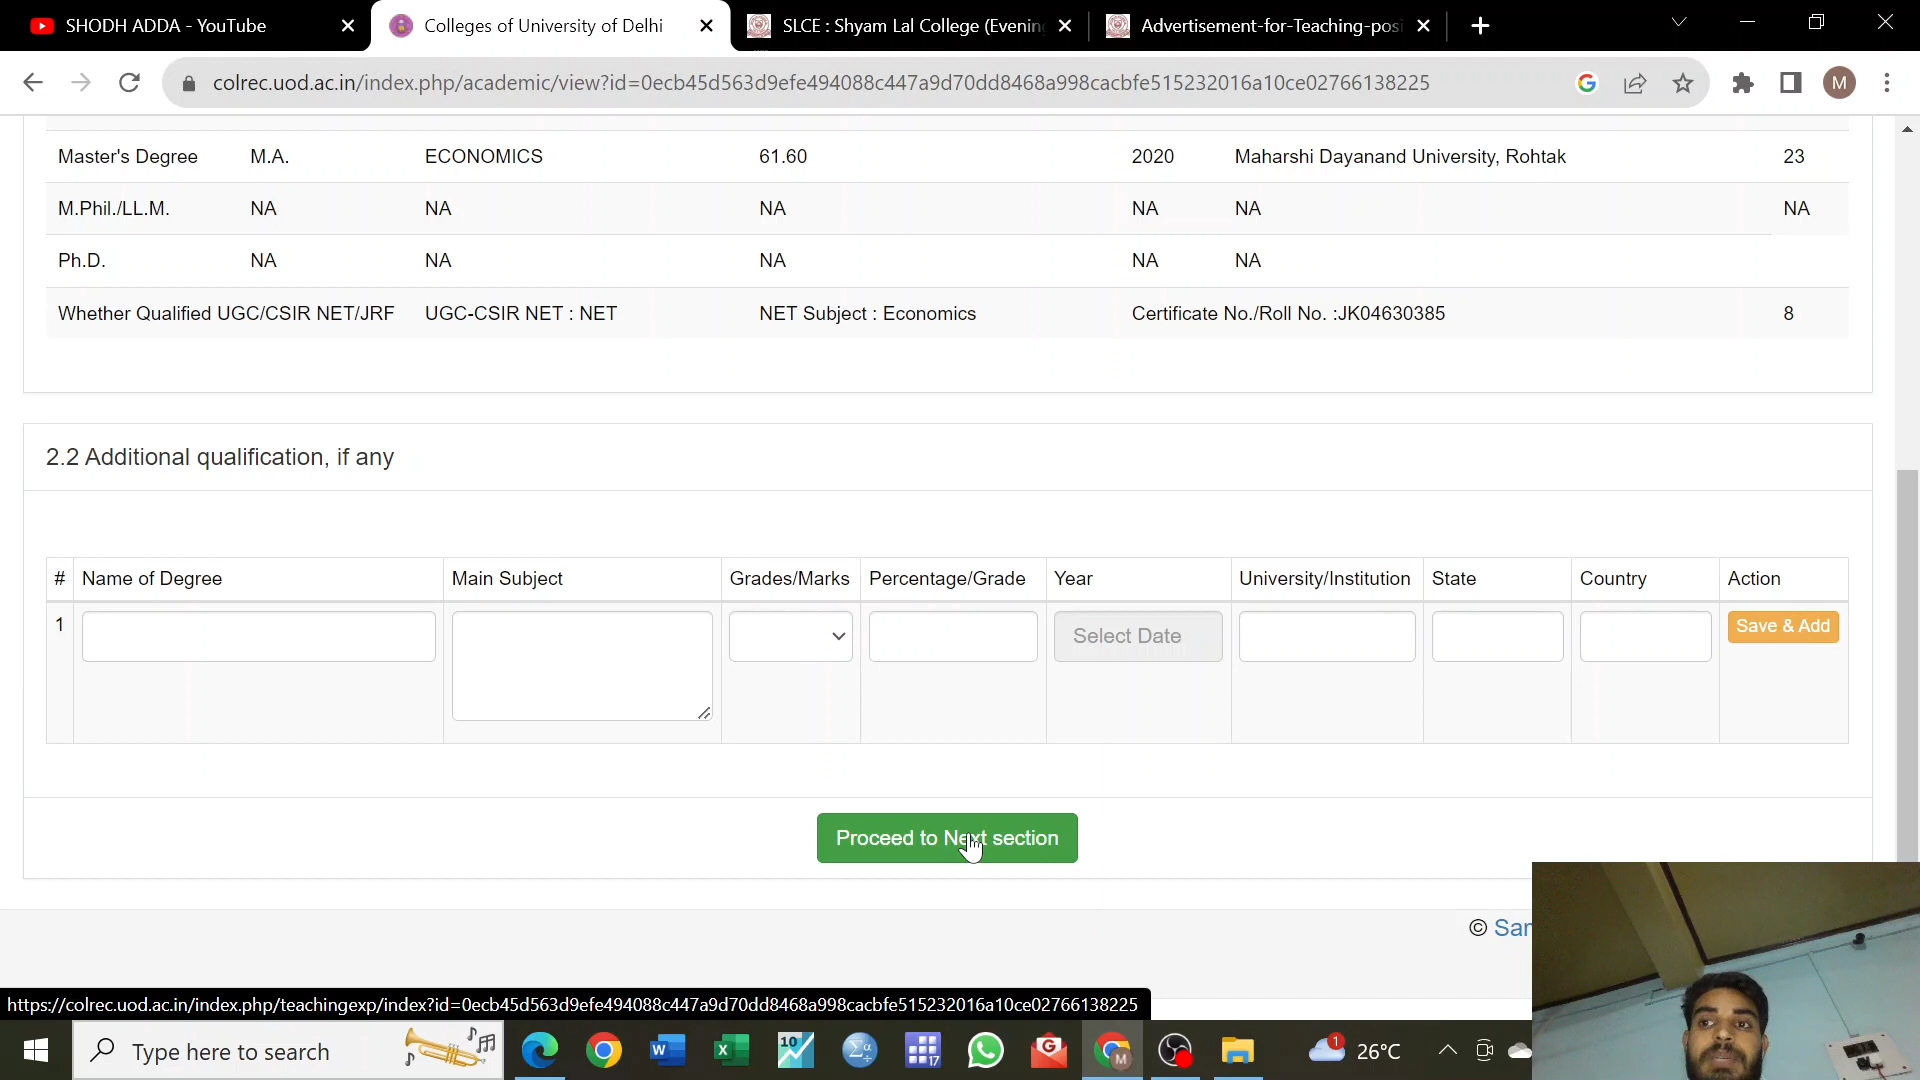 SHODH ADDA - YouTube
Colleges of University of Delhi
SLCE : Shyam Lal College (Evenin
Advertisement-for-Teaching-posi
colrec.uod.ac.in/index.php/academic/view?id=0ecb45d563d9efe494088c447a9d70dd8468a998cacbfe515232016a10ce02766138225
M
Master's Degree M.A. ECONOMICS 61.60 2020 Maharshi Dayanand University, Rohtak 23
M.Phil./LL.M. NA NA NA NA NA NA
Ph.D. NA NA NA NA NA
Whether Qualified UGC/CSIR NET/JRF UGC-CSIR NET : NET NET Subject : Economics Certificate No./Roll No. :JK04630385 8
2.2 Additional qualification, if any
# Name of Degree Main Subject Grades/Marks Percentage/Grade Year University/Institution State Country Action
1 Select Date Save & Add
Proceed to Next section
© Sar
https://colrec.uod.ac.in/index.php/teachingexp/index?id=0ecb45d563d9efe494088c447a9d70dd8468a998cacbfe515232016a10ce02766138225
Type here to search
10
17
1
26°C